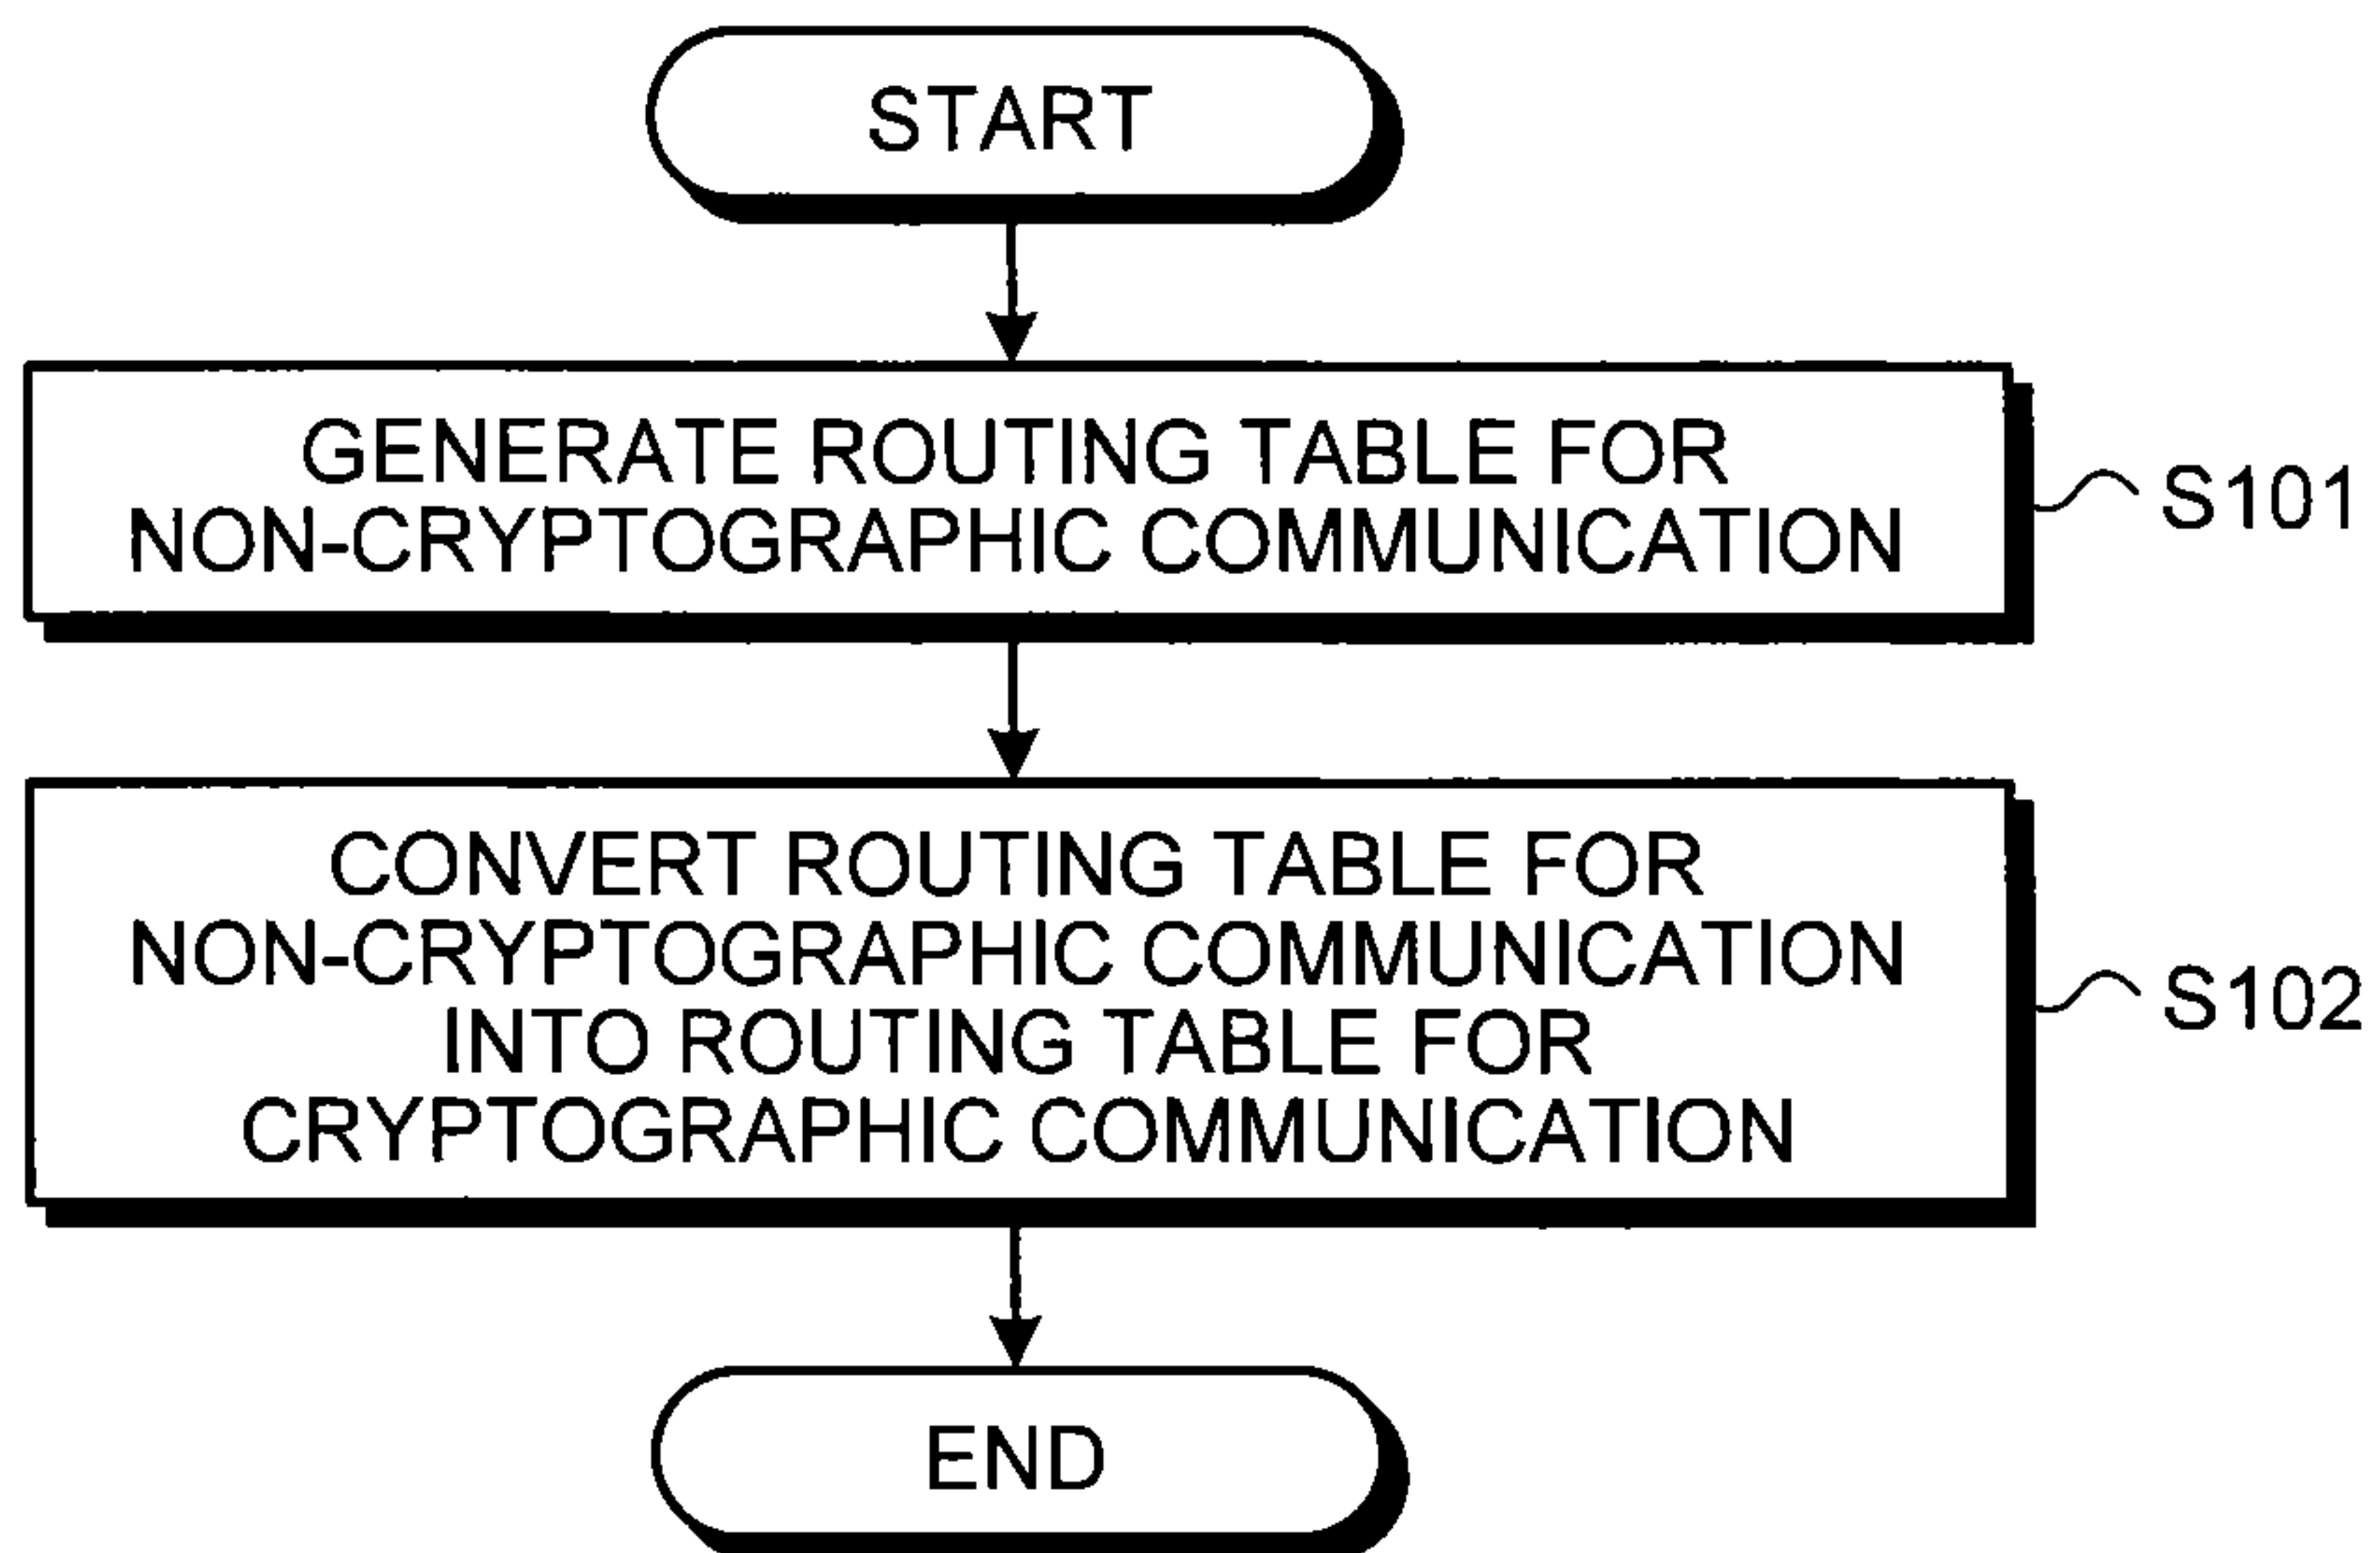 START
GENERATE ROUTING TABLE FOR
NON-CRYPTOGRAPHIC COMMUNICATION
S101
CONVERT ROUTING TABLE FOR
NON-CRYPTOGRAPHIC COMMUNICATION
INTO ROUTING TABLE FOR
CRYPTOGRAPHIC COMMUNICATION
S102
END